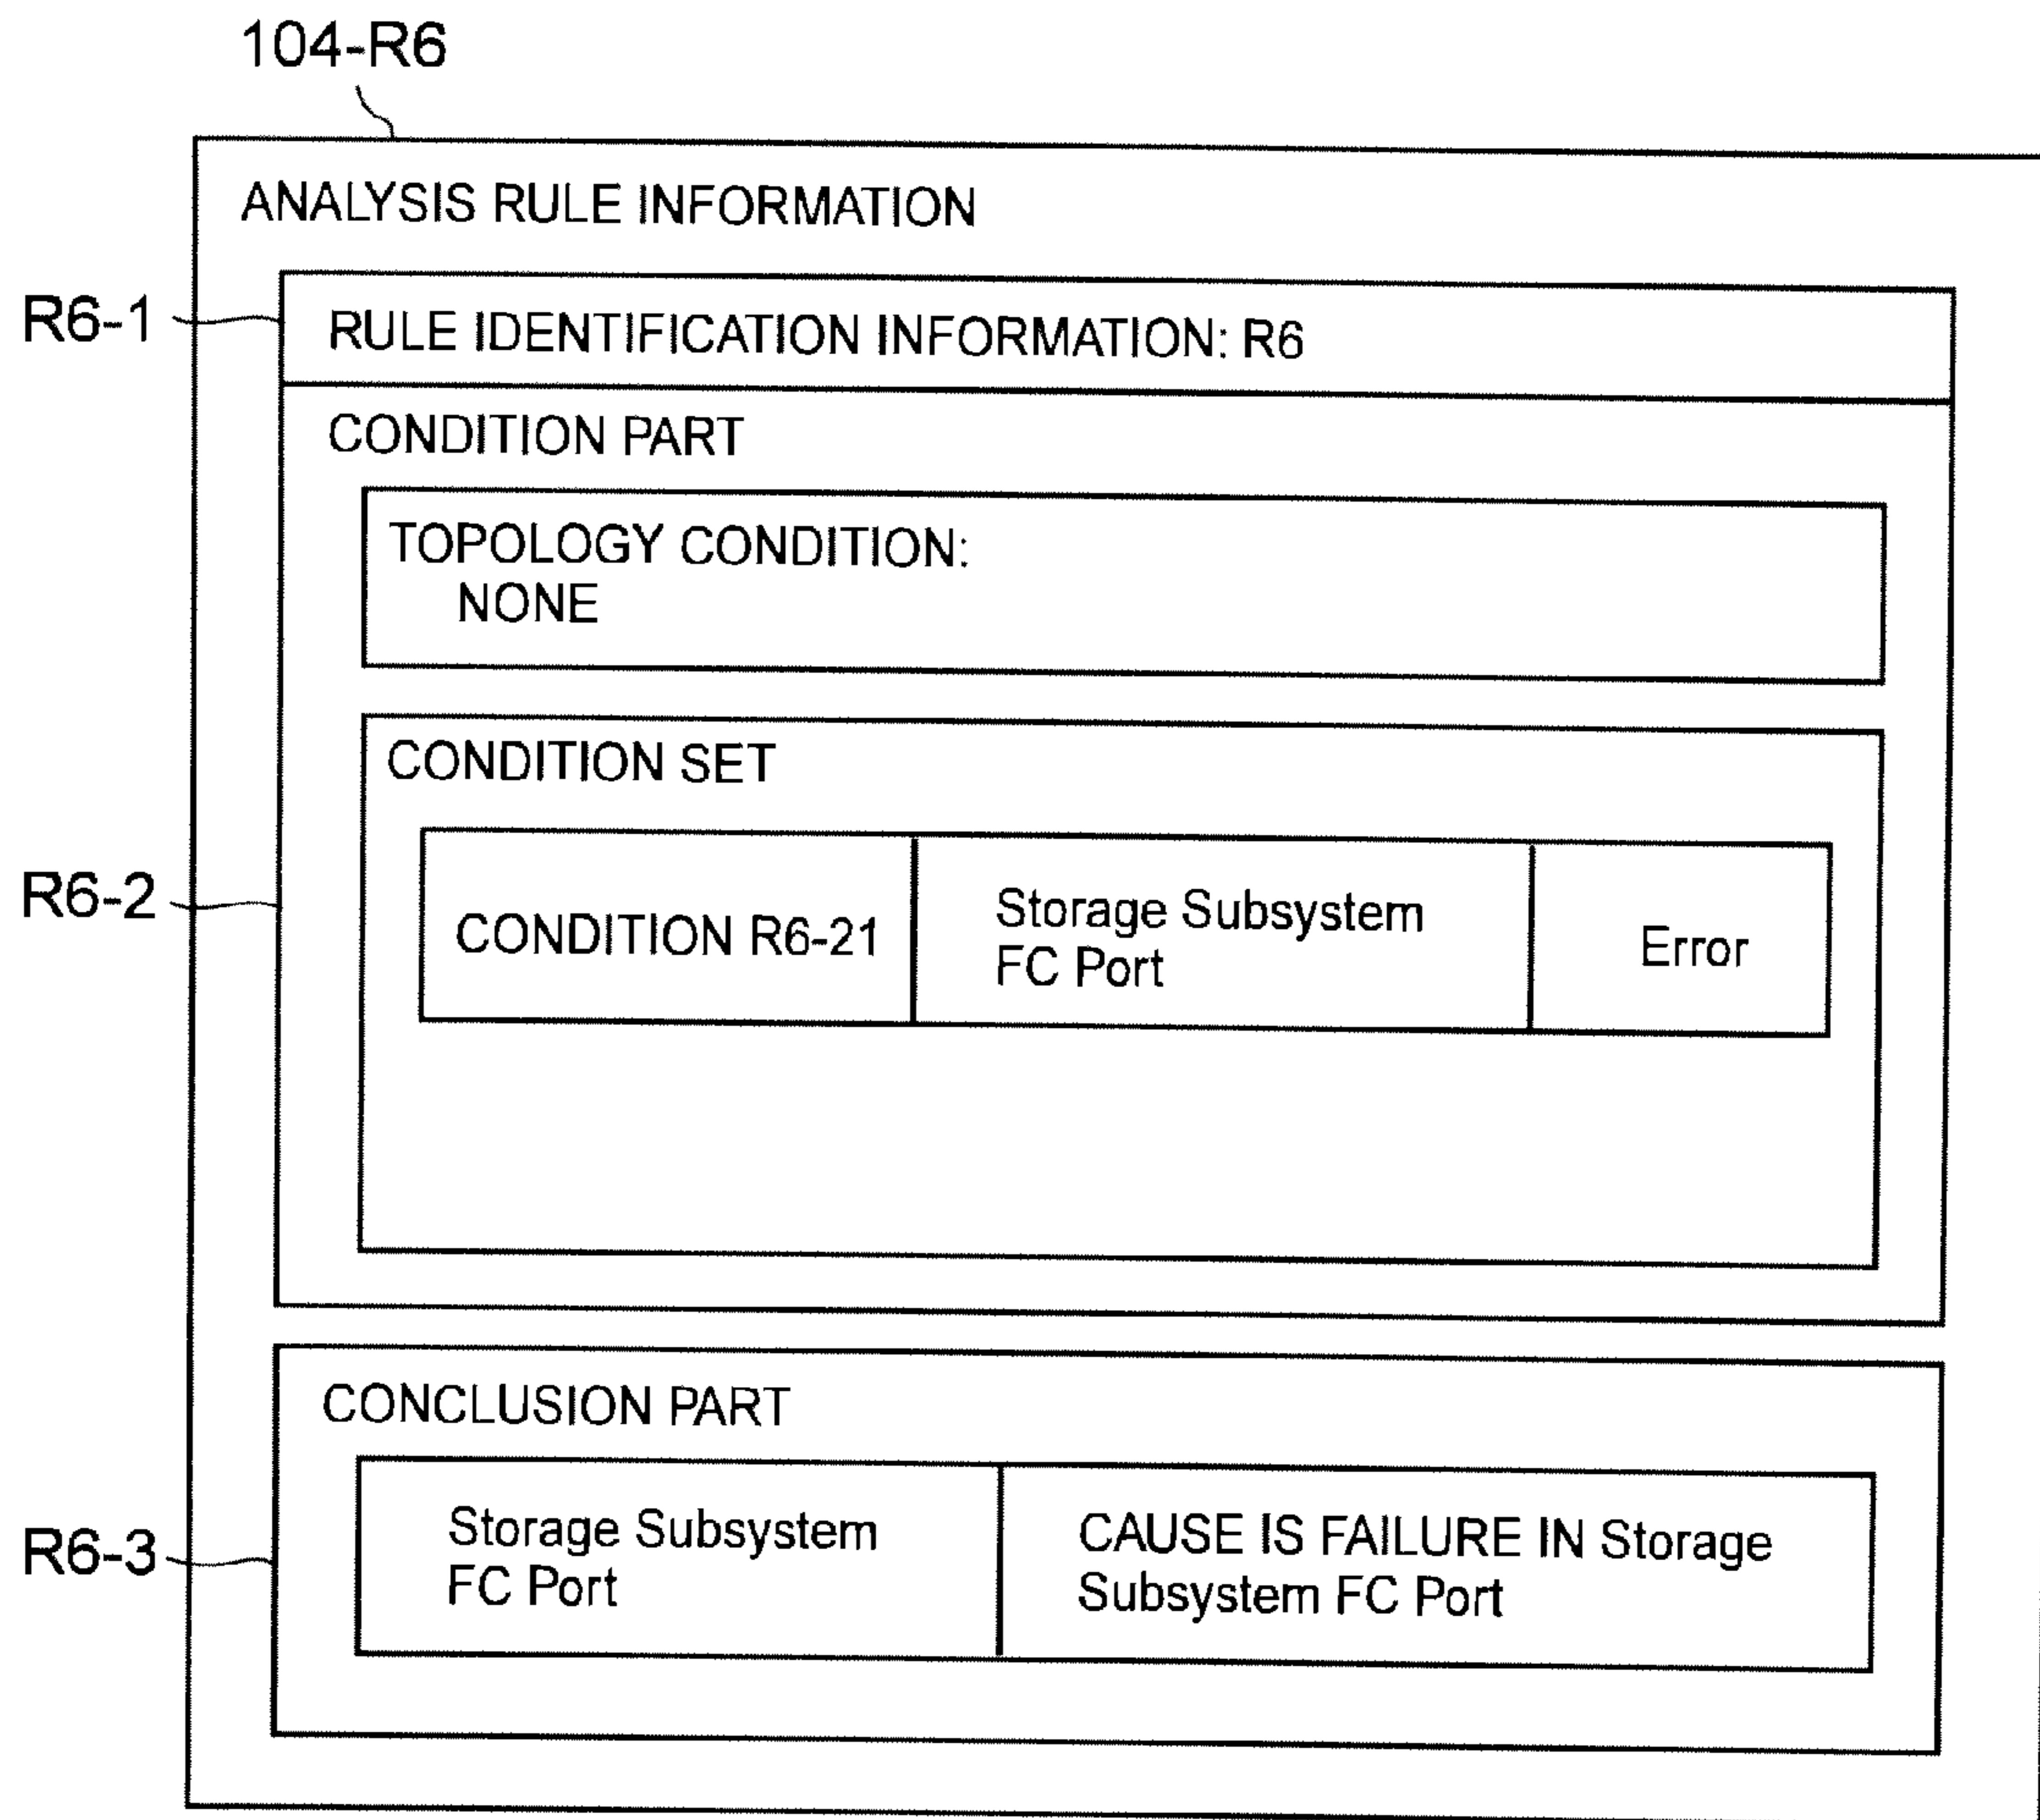 104-R6
ANALYSIS RULE INFORMATION
R6-1
RULE IDENTIFICATION INFORMATION: R6
CONDITION PART
TOPOLOGY CONDITION:
NONE
CONDITION SET
R6-2
CONDITION R6-21
Storage Subsystem
FC Port
Error
CONCLUSION PART
R6-3
Storage Subsystem
FC Port
CAUSE IS FAILURE IN Storage
Subsystem FC Port